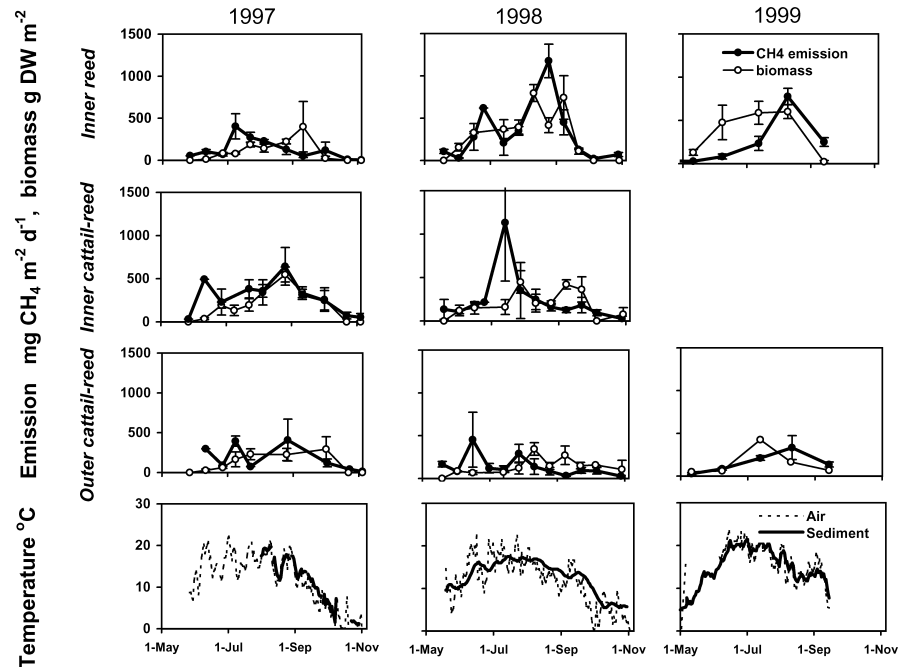 1997
1998
1999
Emission mg CH4 m-2 d-1, biomass g DW m-2
Inner reed
1500
1000
500
0
CH4 emission
biomass
Inner cattail-reed
1500
1000
500
0
Outer cattail-reed
1500
1000
500
0
Temperature °C
30
20
10
0
Air
Sediment
1-May
1-Jul
1-Sep
1-Nov
1-May
1-Jul
1-Sep
1-Nov
1-May
1-Jul
1-Sep
1-Nov